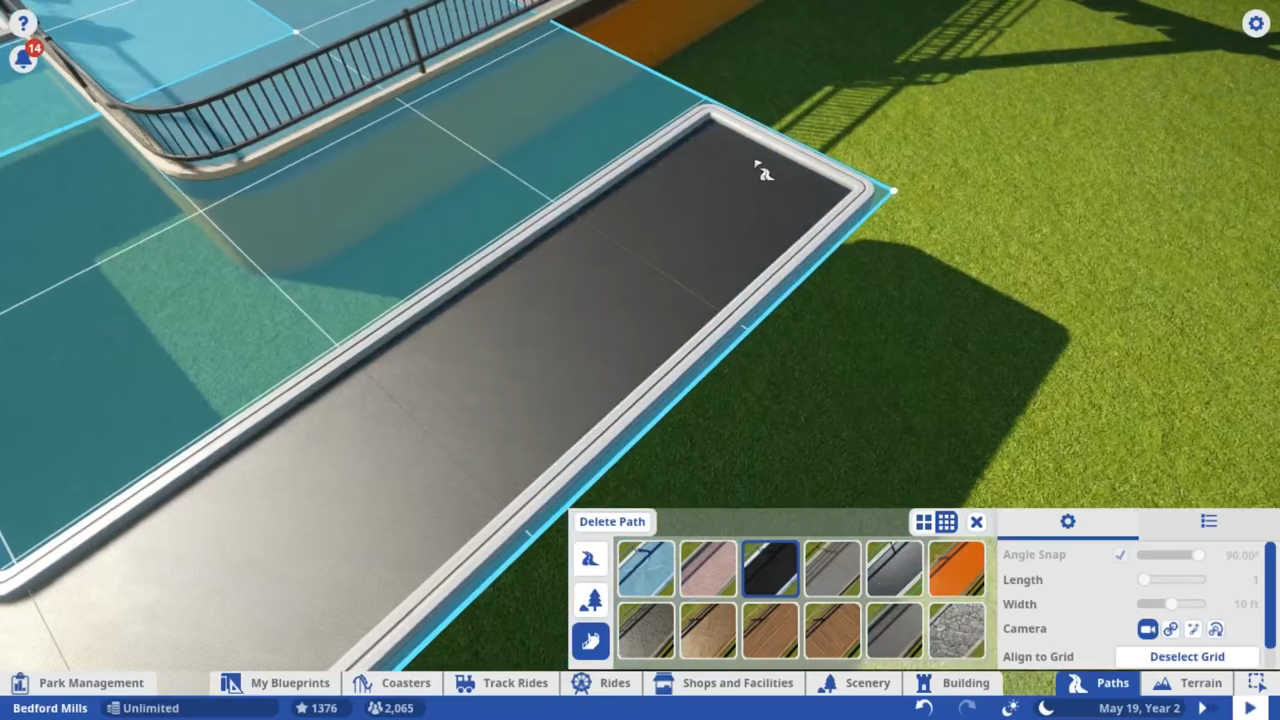 ?
14
Delete Path
Angle Snap 90.00°
Length 1
Width 10 ft
Camera
Align to Grid Deselect Grid
Park Management My Blueprints Coasters Track Rides Rides Shops and Facilities Scenery Building Paths Terrain
Bedford Mills Unlimited 1376 2,065 May 19, Year 2